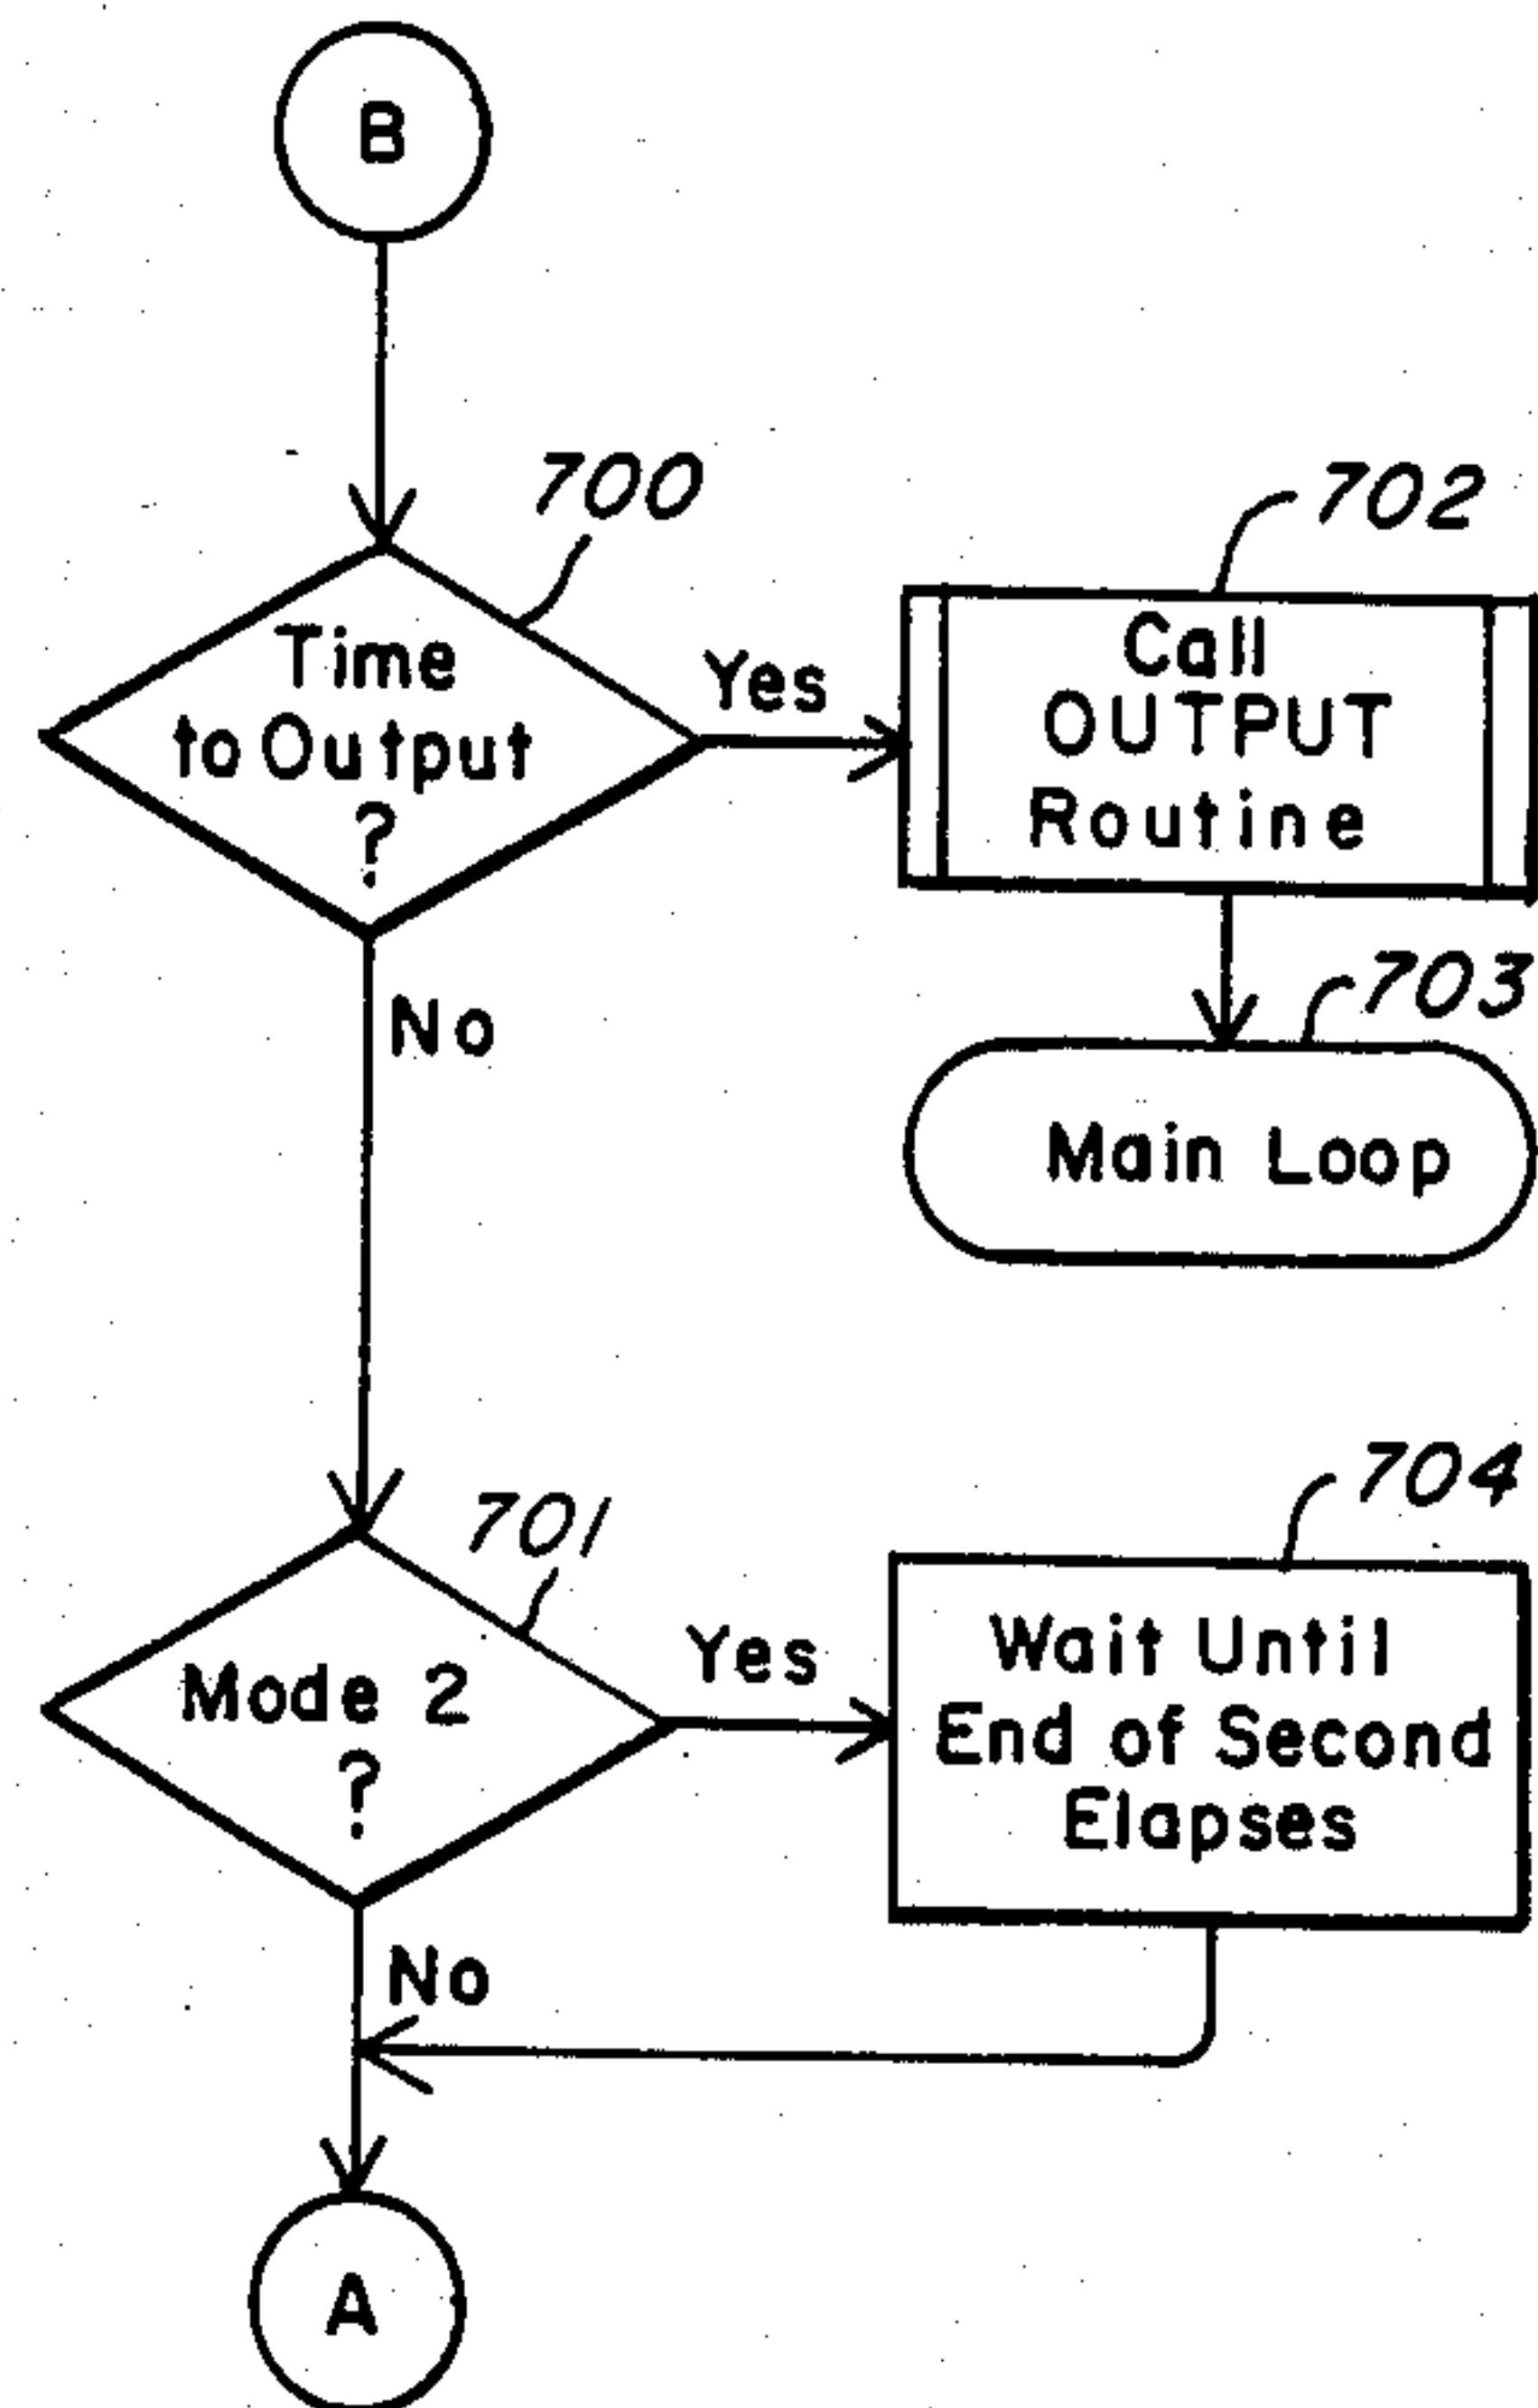 B
700
702
Time
to Output
?
Yes
Call
OUTPUT
Routine
No
703
Main Loop
701
704
Mode 2
?
Yes
Wait Until
End of Second
Elapses
No
A